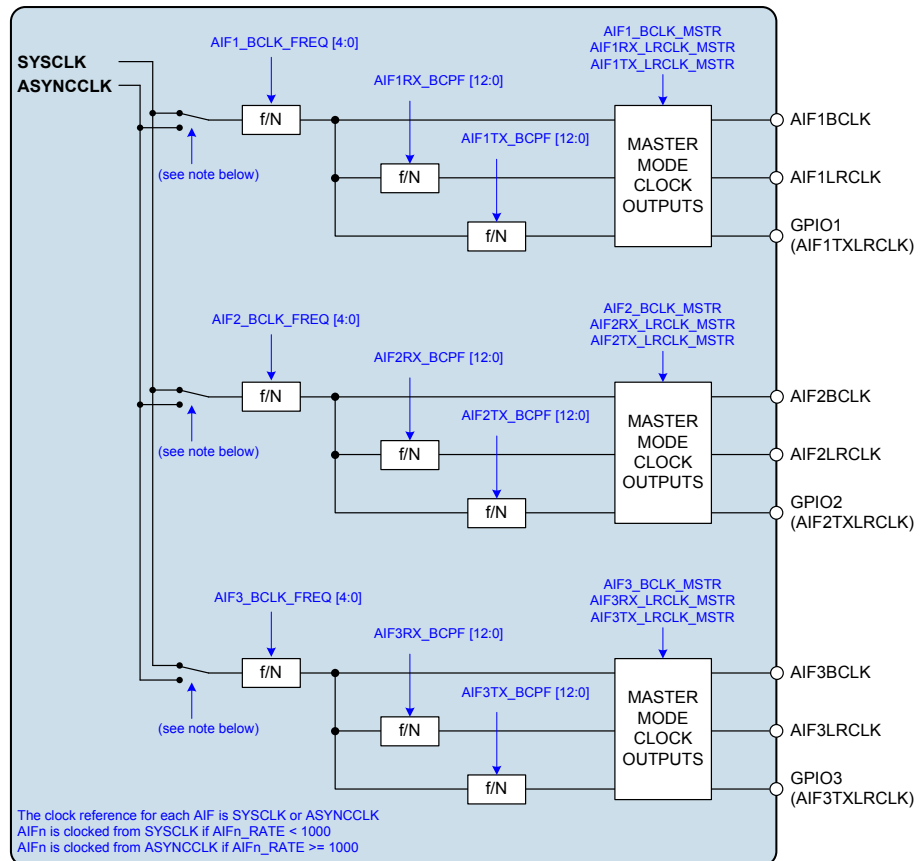 SYSCLK
ASYNCCLK
AIF1_BCLK_FREQ [4:0]
f/N
(see note below)
AIF1RX_BCPF [12:0]
f/N
AIF1TX_BCPF [12:0]
f/N
AIF1_BCLK_MSTR
AIF1RX_LRCLK_MSTR
AIF1TX_LRCLK_MSTR
MASTER
MODE
CLOCK
OUTPUTS
AIF1BCLK
AIF1LRCLK
GPIO1
(AIF1TXLRCLK)
AIF2_BCLK_FREQ [4:0]
f/N
(see note below)
AIF2RX_BCPF [12:0]
f/N
AIF2TX_BCPF [12:0]
f/N
AIF2_BCLK_MSTR
AIF2RX_LRCLK_MSTR
AIF2TX_LRCLK_MSTR
MASTER
MODE
CLOCK
OUTPUTS
AIF2BCLK
AIF2LRCLK
GPIO2
(AIF2TXLRCLK)
AIF3_BCLK_FREQ [4:0]
f/N
(see note below)
AIF3RX_BCPF [12:0]
f/N
AIF3TX_BCPF [12:0]
f/N
AIF3_BCLK_MSTR
AIF3RX_LRCLK_MSTR
AIF3TX_LRCLK_MSTR
MASTER
MODE
CLOCK
OUTPUTS
AIF3BCLK
AIF3LRCLK
GPIO3
(AIF3TXLRCLK)
The clock reference for each AIF is SYSCLK or ASYNCCLK
AIFn is clocked from SYSCLK if AIFn_RATE < 1000
AIFn is clocked from ASYNCCLK if AIFn_RATE >= 1000